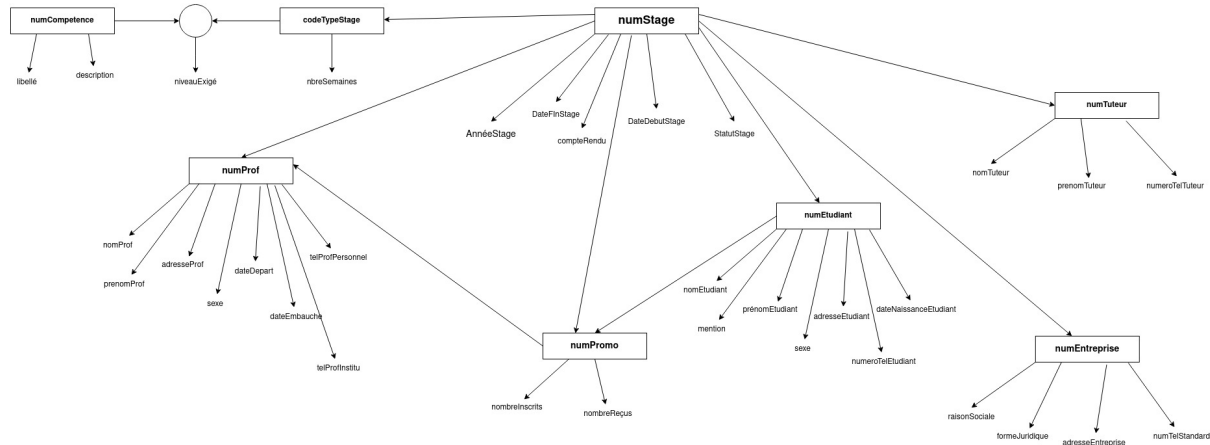 numCompetence
codeTypeStage
numStage
libellé
description
niveauExigé
nbreSemaines
AnnéeStage
DateFInStage
compteRendu
DateDebutStage
StatutStage
numTuteur
nomTuteur
prenomTuteur
numeroTelTuteur
numProf
nomProf
prenomProf
adresseProf
sexe
dateDepart
dateEmbauche
telProfInstitu
telProfPersonnel
numEtudiant
nomEtudiant
mention
prénomEtudiant
sexe
adresseEtudiant
numeroTelEtudiant
dateNaissanceEtudiant
numPromo
nombreInscrits
nombreReçus
numEntreprise
raisonSociale
formeJuridique
adresseEntreprise
numTelStandard